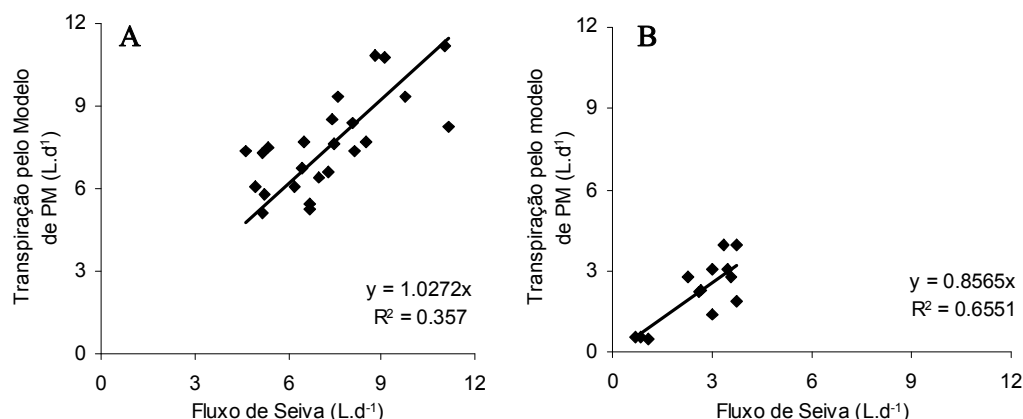 A
Transpiração pelo Modelo
de PM (L.d¹)
12
9
6
3
0
y = 1.0272x
R² = 0.357
0 3 6 9 12
Fluxo de Seiva (L.d⁻¹)
B
Transpiração pelo modelo
de PM (L.d¹)
12
9
6
3
0
y = 0.8565x
R² = 0.6551
0 3 6 9 12
Fluxo de Seiva (L.d⁻¹)